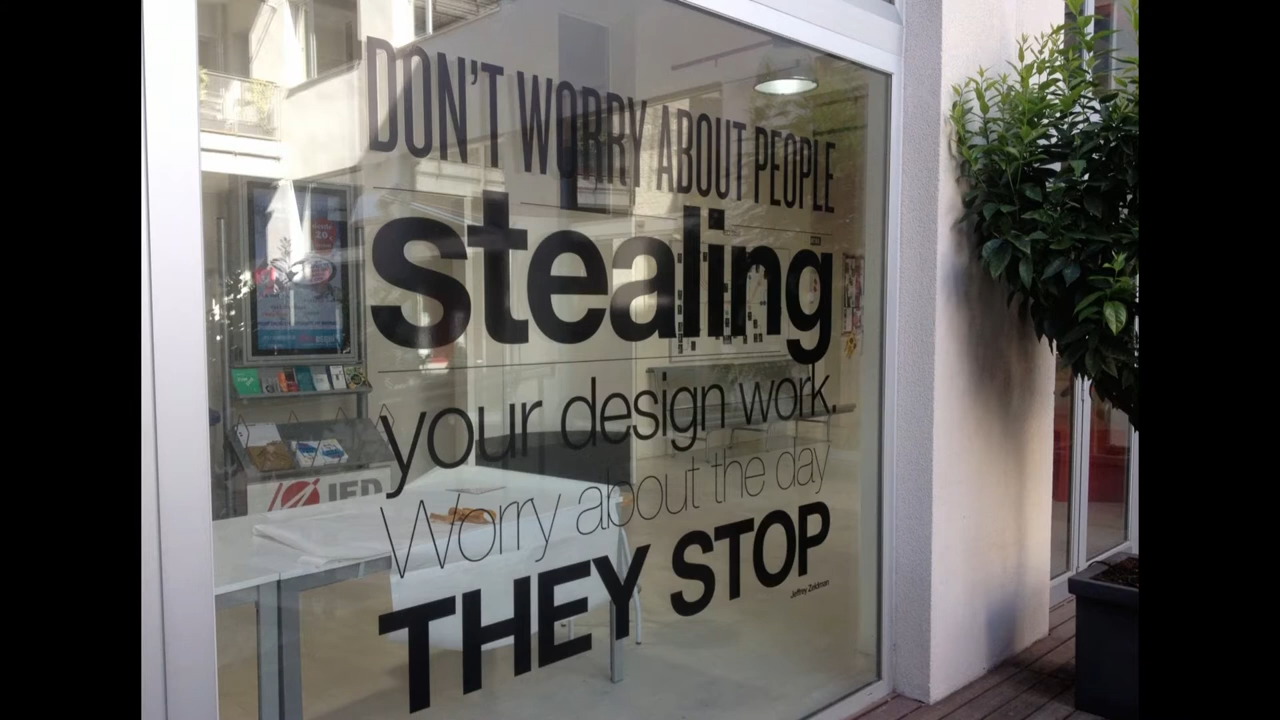 DON'T WORRY ABOUT PEOPLE
stealing
your design work.
Worry about the day
THEY STOP
Jeffrey Zeldman
IED